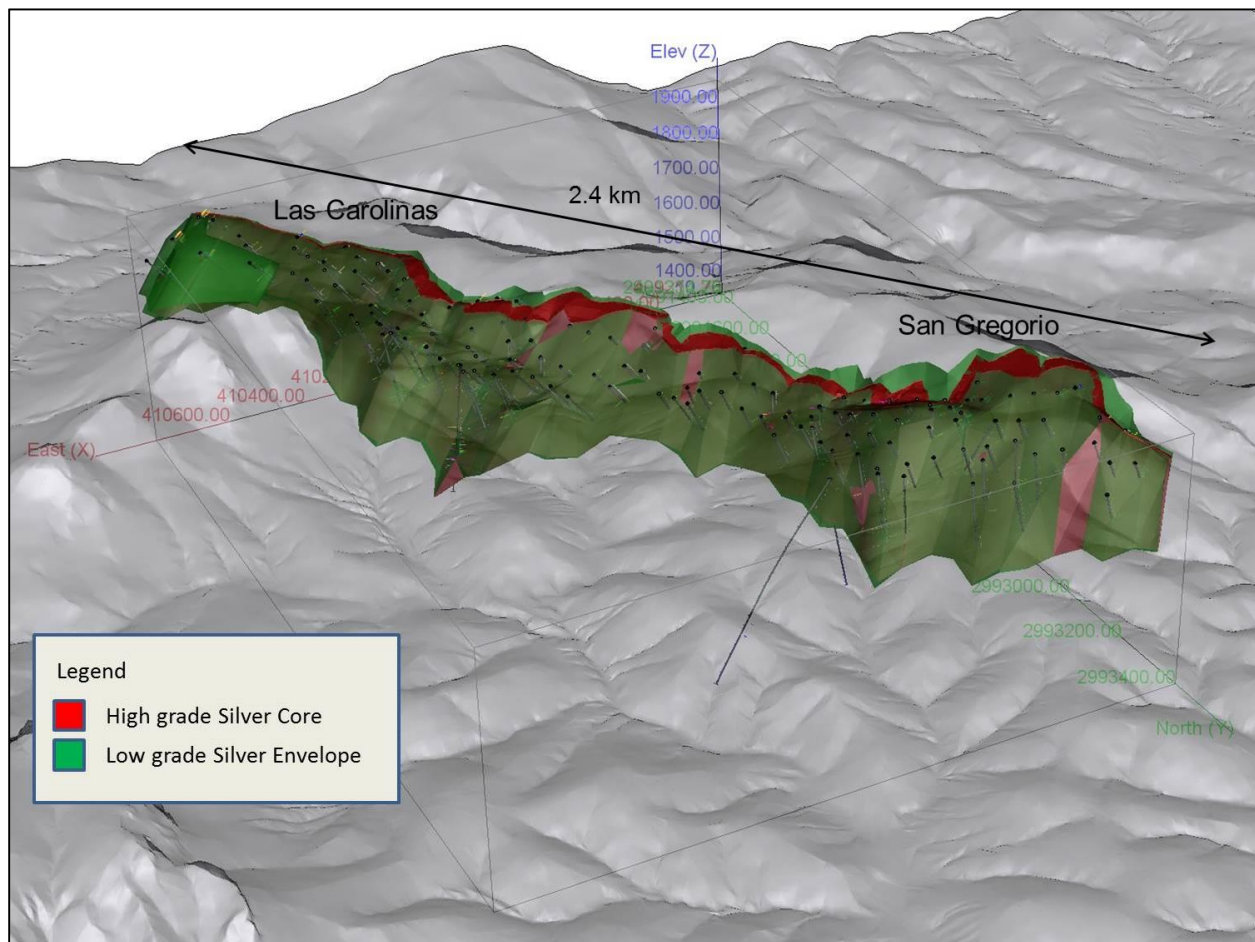 Elev (Z)
1900.00
1800.00
1700.00
1600.00
1500.00
1400.00
2.4 km
Las Carolinas
San Gregorio
410400.00
410600.00
East (X)
2993000.00
2993200.00
2993400.00
North (Y)
Legend
High grade Silver Core
Low grade Silver Envelope